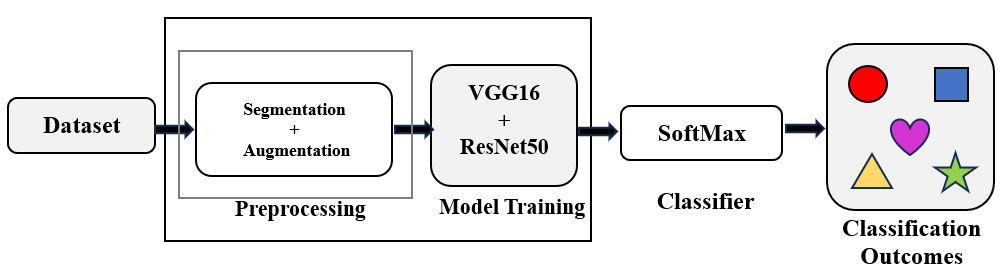 Dataset
Segmentation
+
Augmentation
Preprocessing
VGG16
+
ResNet50
Model Training
SoftMax
Classifier
Classification
Outcomes